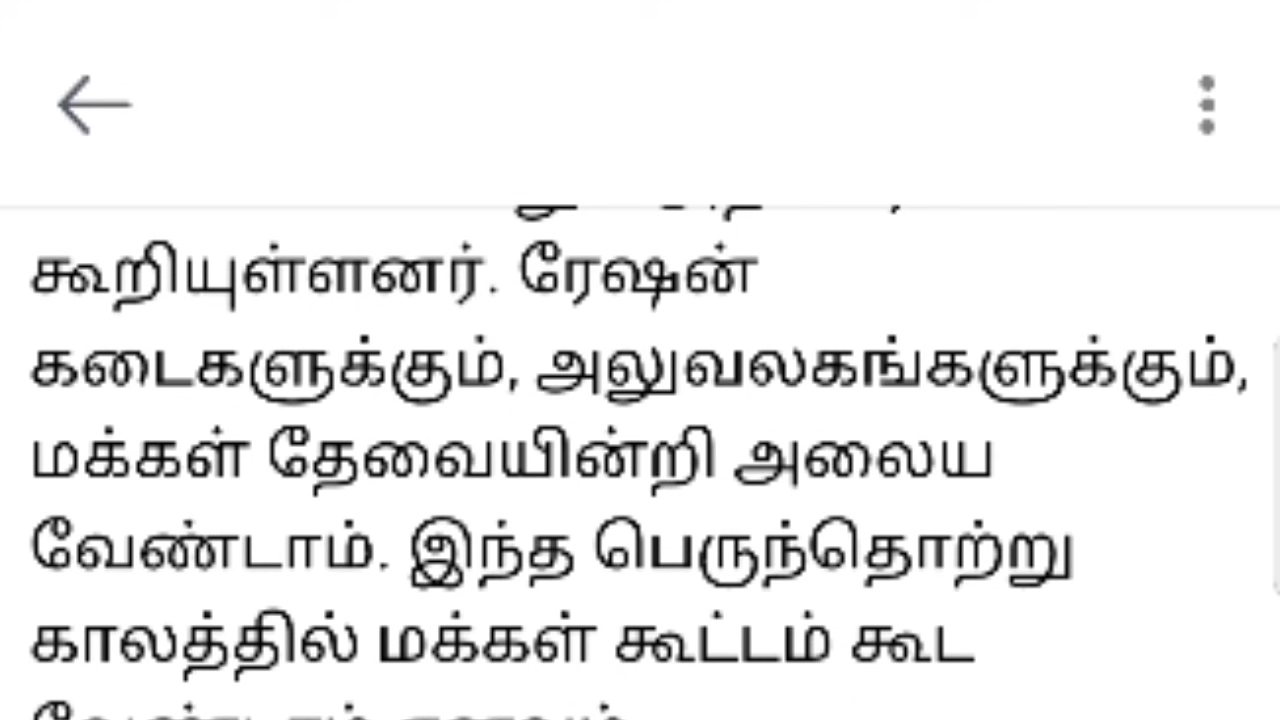 கூறியுள்ளனர். ரேஷன்
கடைகளுக்கும், அலுவலகங்களுக்கும்,
மக்கள் தேவையின்றி அலைய
வேண்டாம். இந்த பெருந்தொற்று
காலத்தில் மக்கள் கூட்டம் கூட